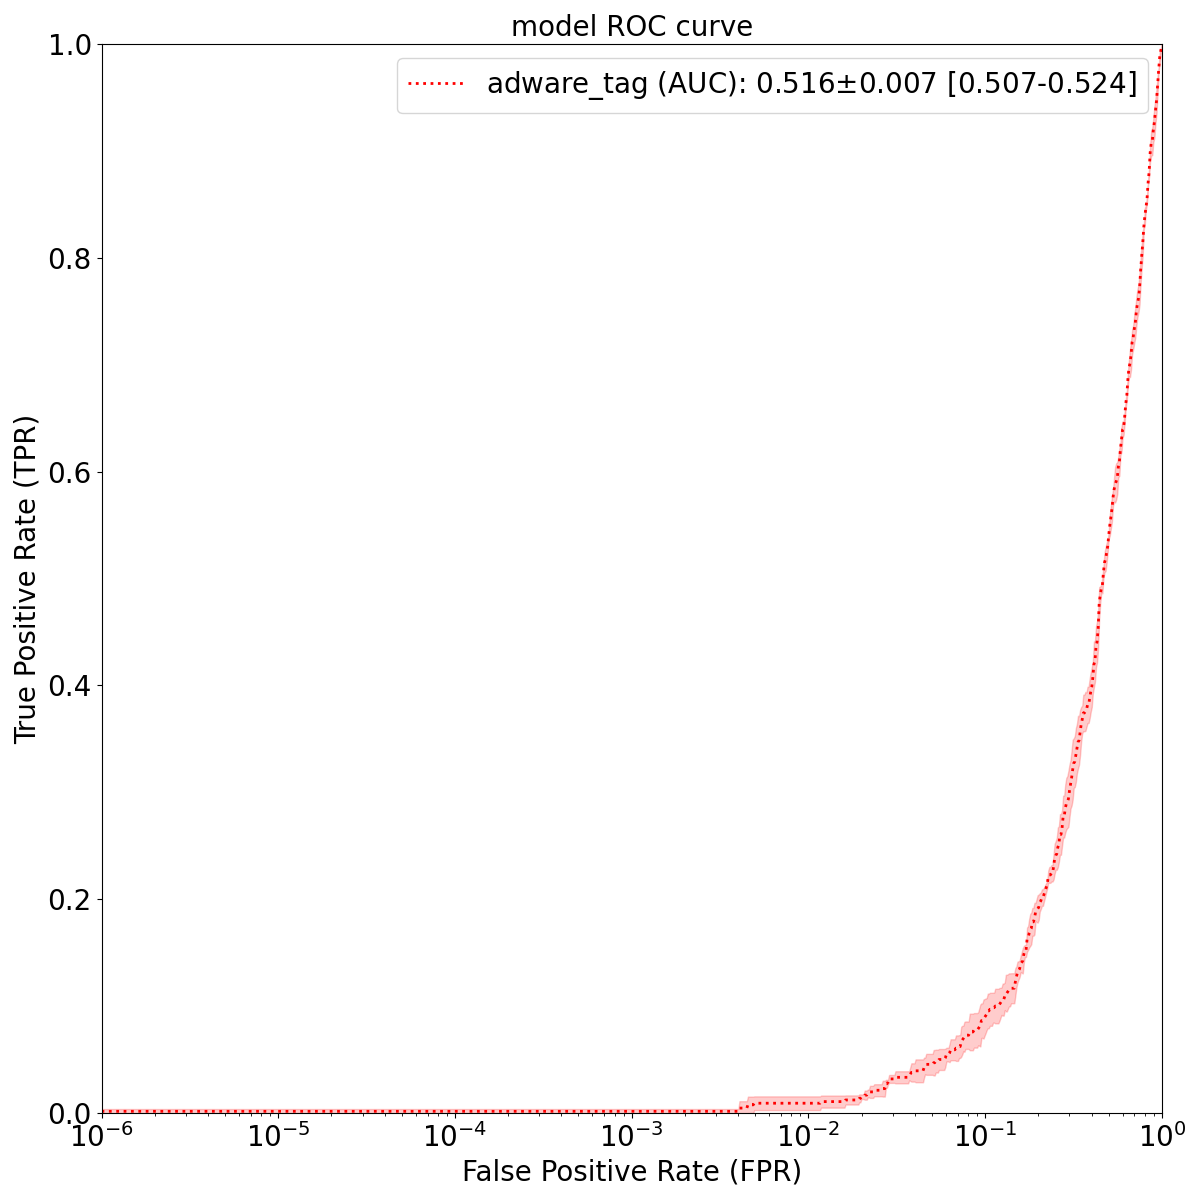 model ROC curve
adware_tag (AUC): 0.516±0.007 [0.507-0.524]
True Positive Rate (TPR)
1.0
0.8
0.6
0.4
0.2
0.0
10⁻⁶ 10⁻⁵ 10⁻⁴ 10⁻³ 10⁻² 10⁻¹ 10⁰
False Positive Rate (FPR)